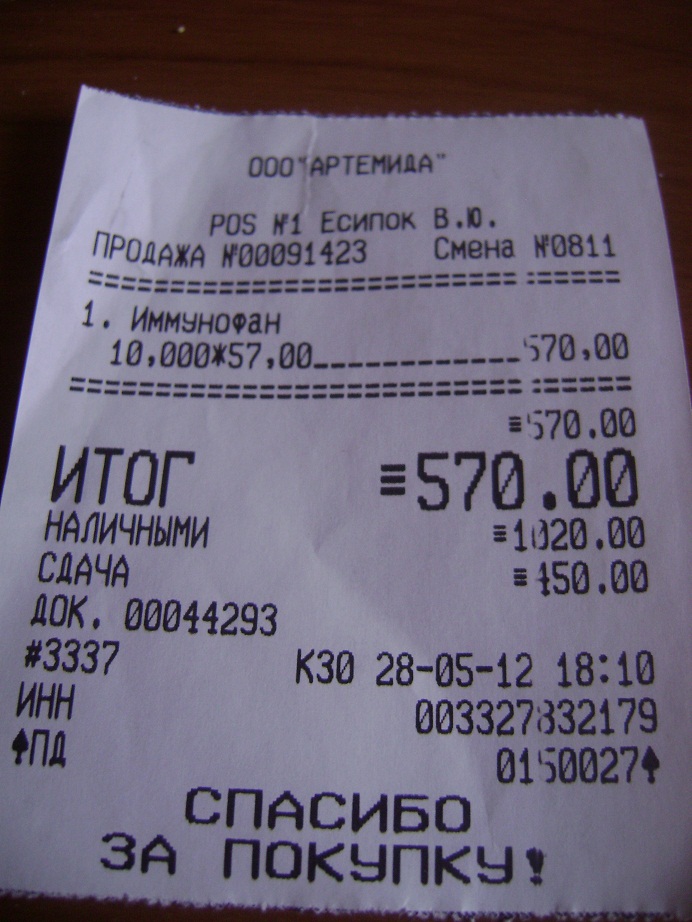 ООО"АРТЕМИДА"
POS №1 Есипок В.Ю.
ПРОДАЖА №00091423 Смена №0811
==========================================
1. Иммунофан
10,000*57,00_____________570,00
==========================================
≡570.00
ИТОГ ≡570.00
НАЛИЧНЫМИ ≡1020.00
СДАЧА ≡450.00
ДОК. 00044293
#3337 КЗ0 28-05-12 18:10
ИНН 003327832179
♠ПД 0150027♠
СПАСИБО
ЗА ПОКУПКУ!